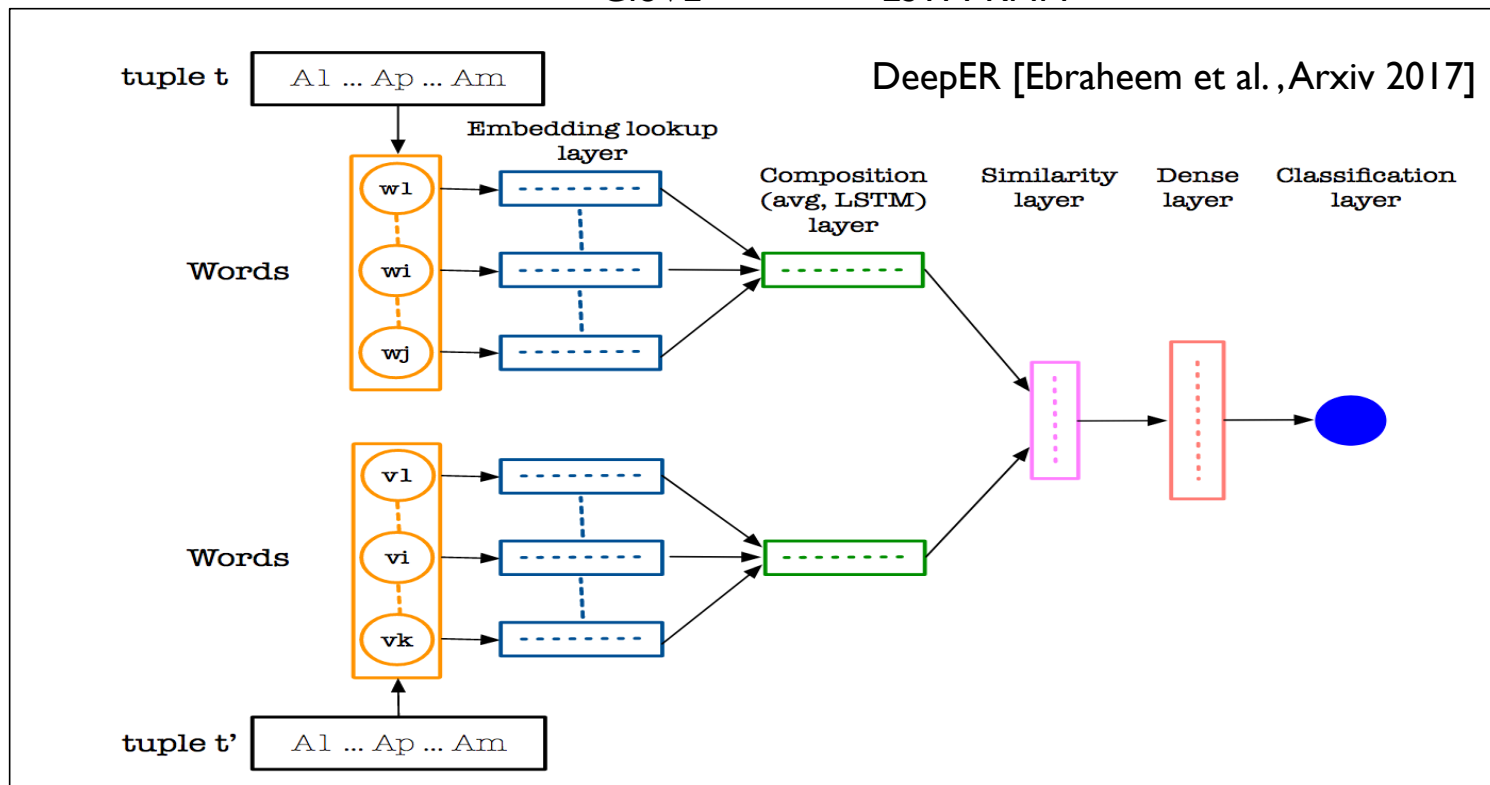 DeepER [Ebraheem et al. , Arxiv 2017]
tuple t
A1 ... Ap ... Am
Embedding lookup
layer
Composition
(avg, LSTM)
layer
Similarity
layer
Dense
layer
Classification
layer
w1
Words
wi
wj
v1
Words
vi
vk
tuple t'
A1 ... Ap ... Am